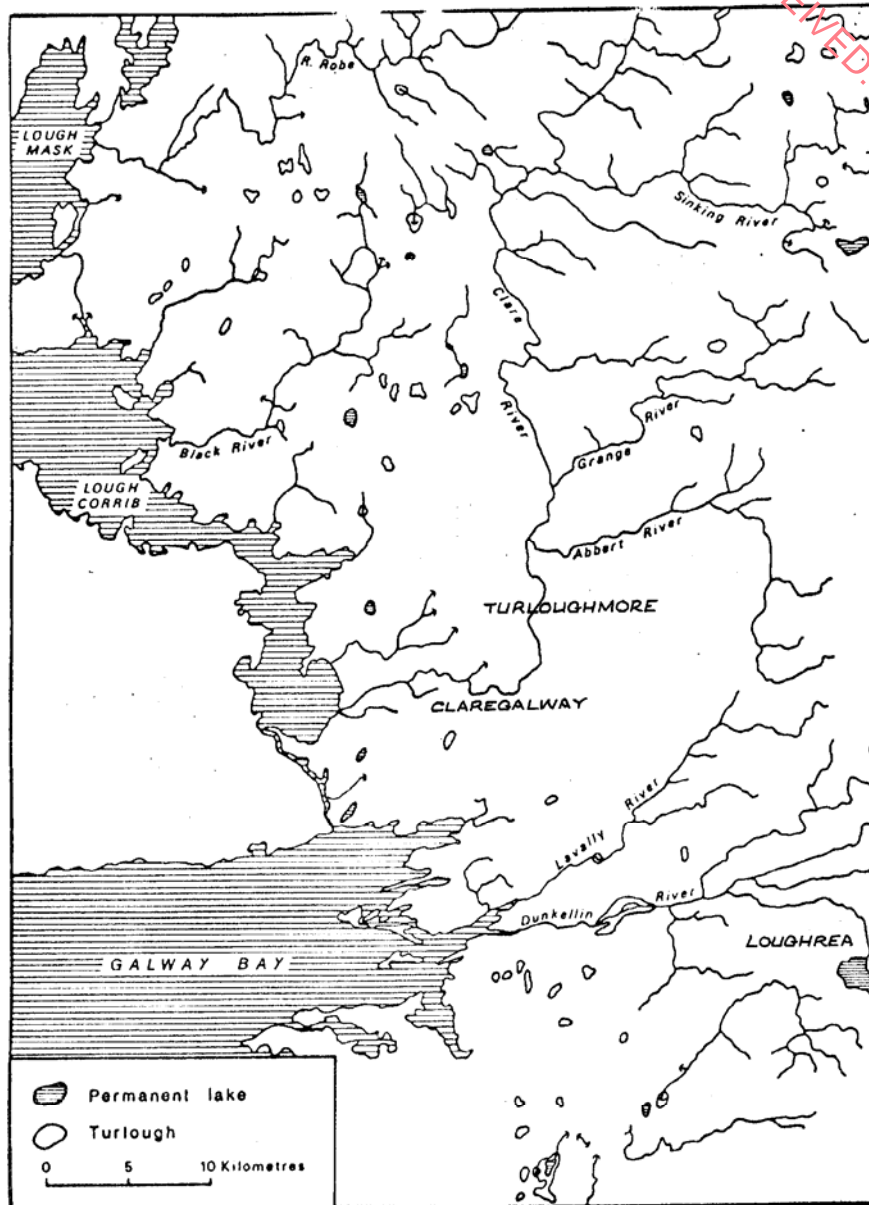 EIVED.
R. Robe
LOUGH
MASK
Sinking River
Clare
River
Grange River
Black River
LOUGH
CORRIB
Abbert River
TURLOUGHMORE
CLAREGALWAY
Lavally River
Dunkellin River
LOUGHREA
GALWAY BAY
Permanent lake
Turlough
0 5 10 Kilometres